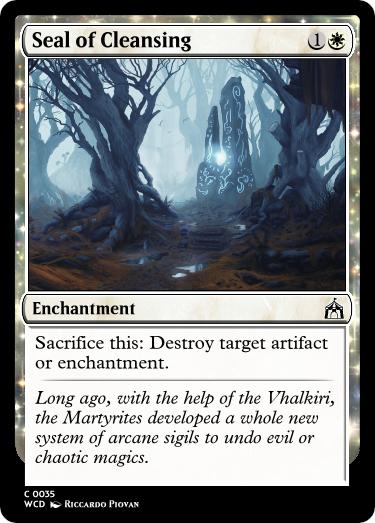 Seal of Cleansing 1
Enchantment
Sacrifice this: Destroy target artifact
or enchantment.
Long ago, with the help of the Vhalkiri,
the Martyrites developed a whole new
system of arcane sigils to undo evil or
chaotic magics.
C 0035
WCD Riccardo Piovan